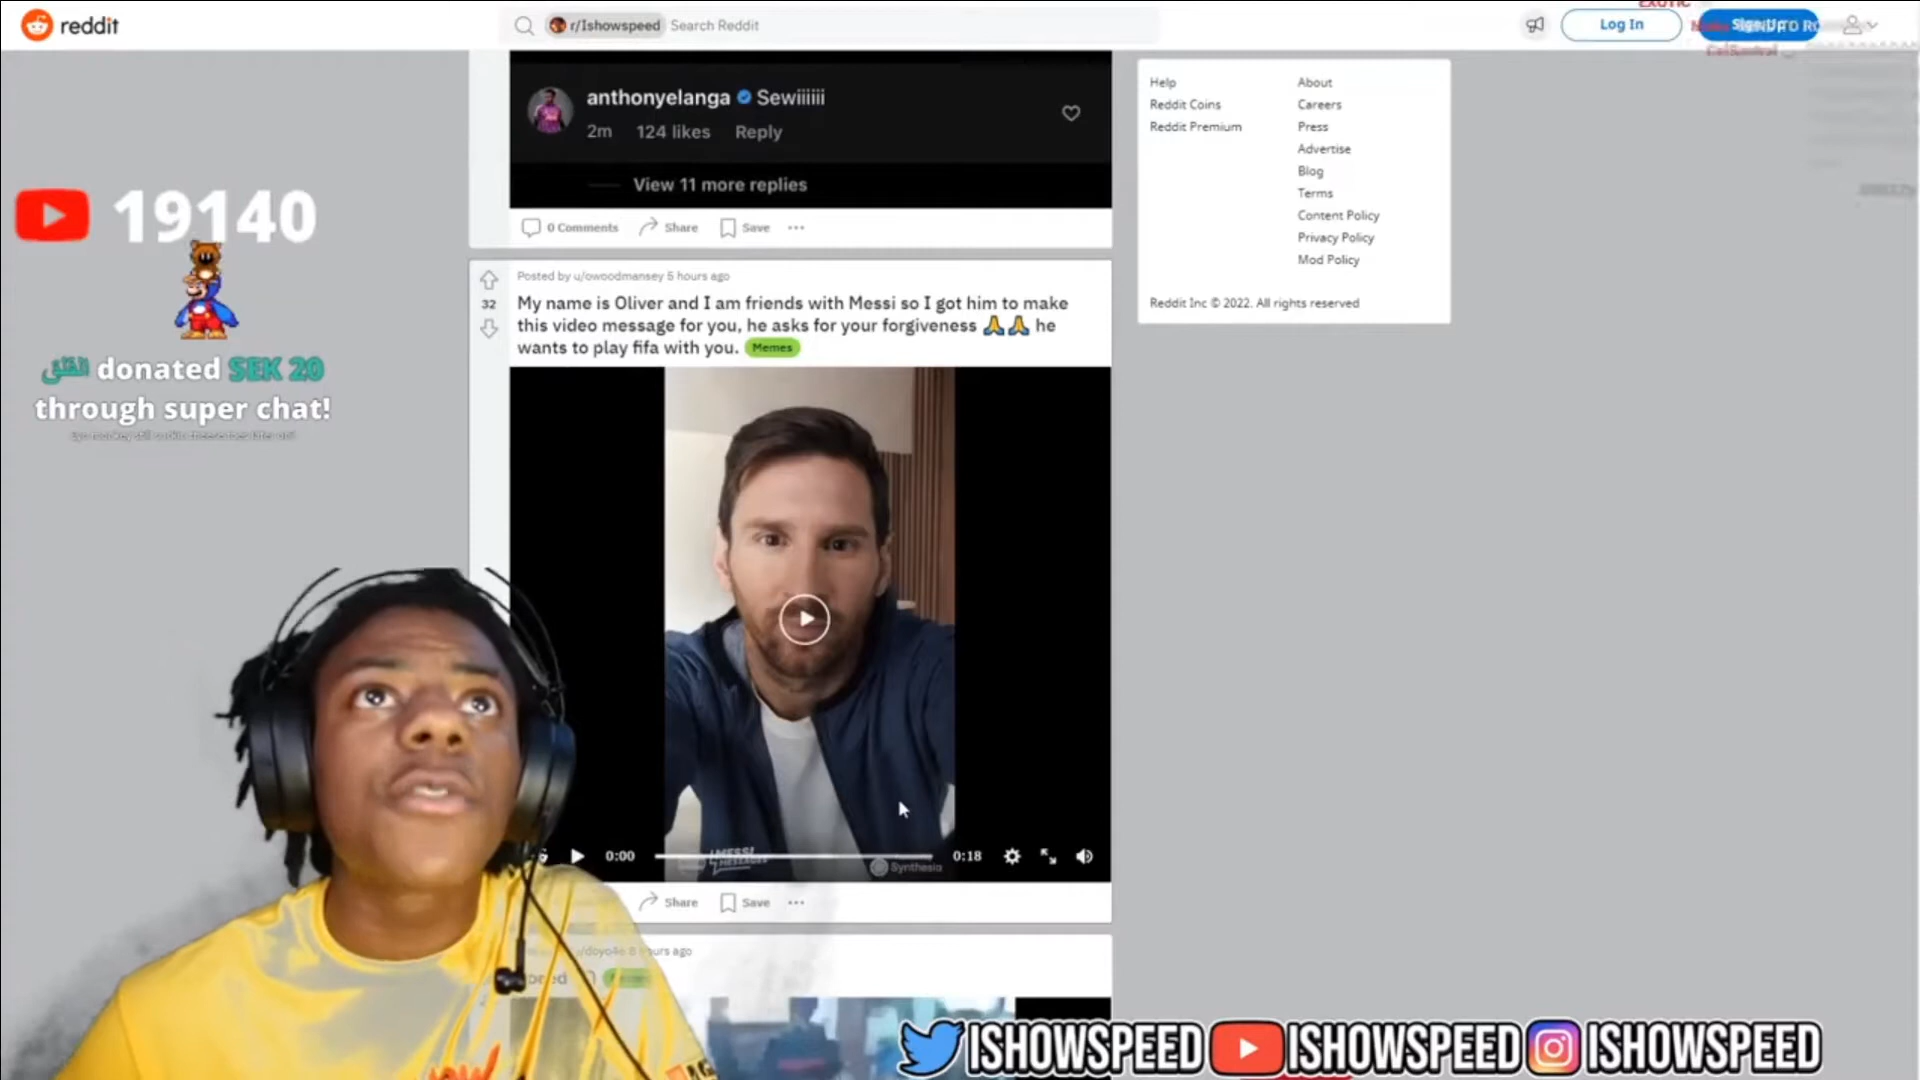 reddit
r/Ishowspeed Search Reddit
Log In
Sign Up
anthonyelanga Sewiiiiii
2m 124 likes Reply
View 11 more replies
0 Comments Share Save
Help
Reddit Coins
Reddit Premium
About
Careers
Press
Advertise
Blog
Terms
Content Policy
Privacy Policy
Mod Policy
Reddit Inc © 2022. All rights reserved
19140
donated SEK 20
through super chat!
Posted by u/owoodmansey 5 hours ago
32
My name is Oliver and I am friends with Messi so I got him to make
this video message for you, he asks for your forgiveness 🙏🙏 he
wants to play fifa with you. Memes
MESSI
MESSAGES
Synthesia
0:00
0:18
Share Save
ISHOWSPEED ISHOWSPEED ISHOWSPEED